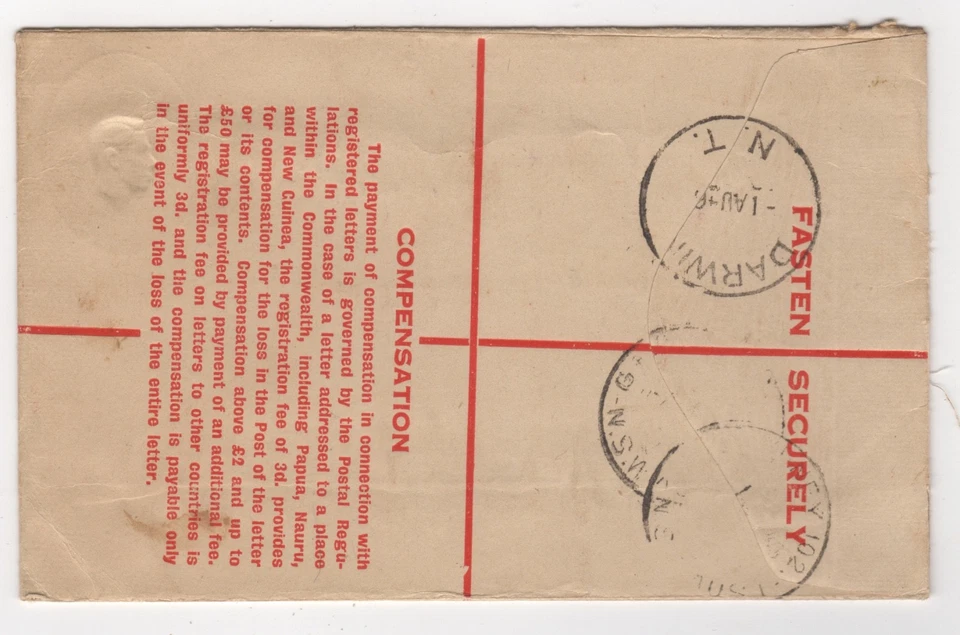 FASTEN SECURELY
DARWIN
-1 AU
N.T.
N.S.W-9
COMPENSATION
The payment of compensation in connection with
registered letters is governed by the Postal Regu-
lations. In the case of a letter addressed to a place
within the Commonwealth, including Papua, Nauru,
and New Guinea, the registration fee of 3d. provides
for compensation for the loss in the Post of the letter
or its contents. Compensation above £2 and up to
£50 may be provided by payment of an additional fee.
The registration fee on letters to other countries is
uniformly 3d. and the compensation is payable only
in the event of the loss of the entire letter.